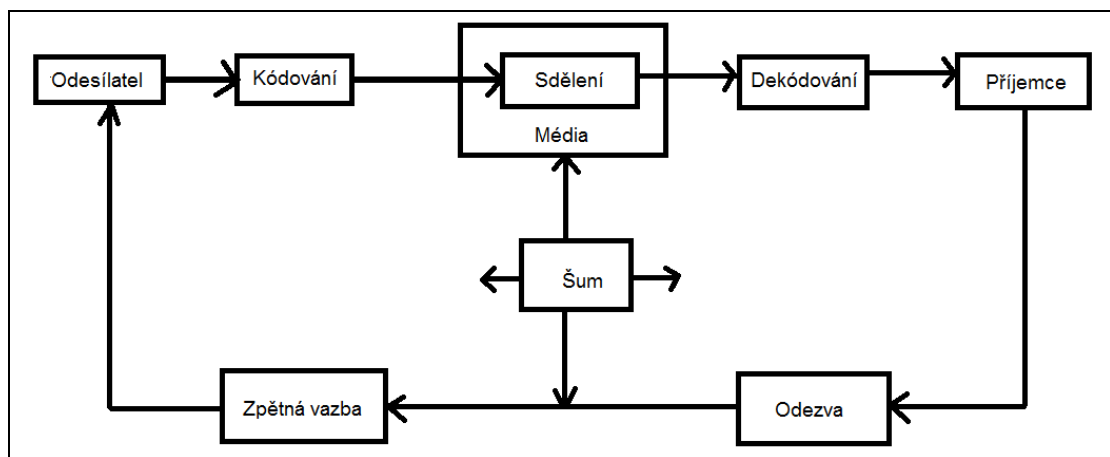 Odesílatel
Kódování
Sdělení
Média
Dekódování
Příjemce
Šum
Zpětná vazba
Odezva